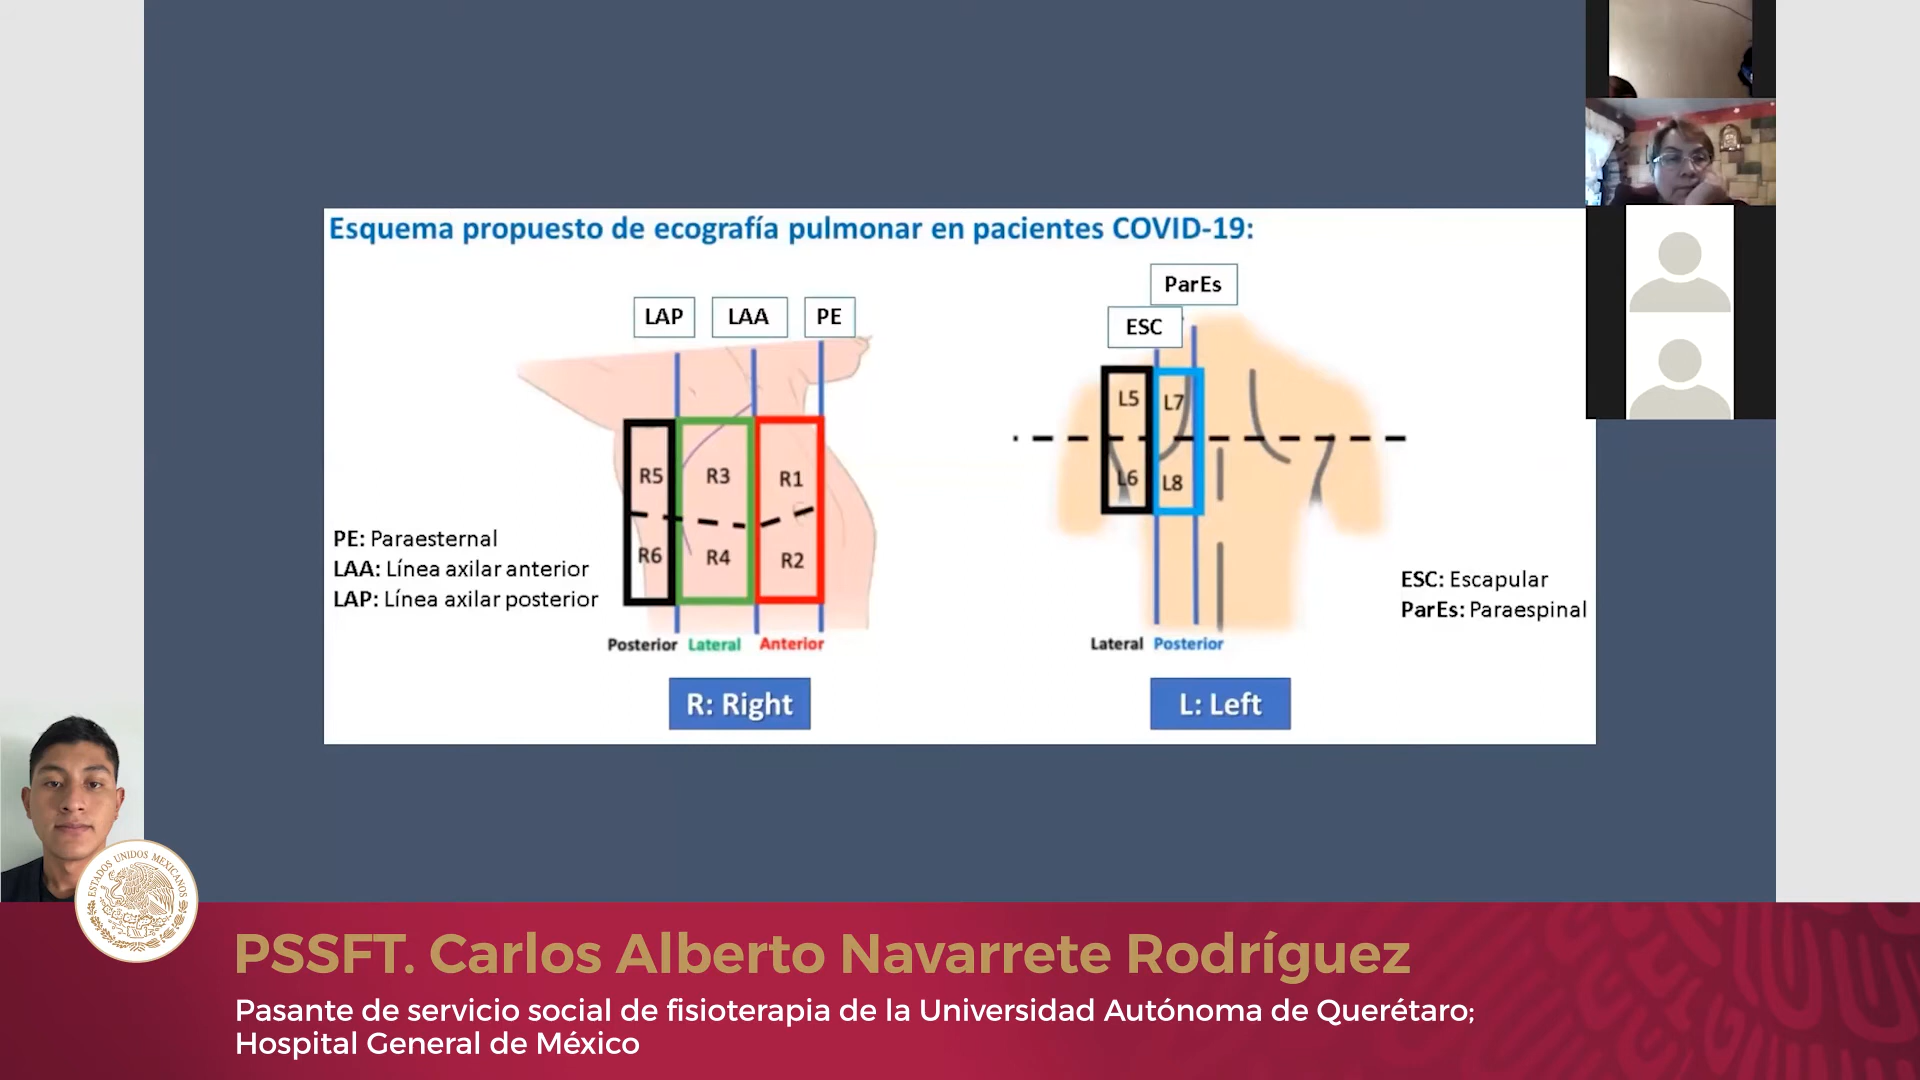 Esquema propuesto de ecografía pulmonar en pacientes COVID-19:
LAP
LAA
PE
R5
R3
R1
R6
R4
R2
PE: Paraesternal
LAA: Línea axilar anterior
LAP: Línea axilar posterior
Posterior
Lateral
Anterior
R: Right
ParEs
ESC
L5
L7
L6
L8
ESC: Escapular
ParEs: Paraespinal
Lateral
Posterior
L: Left
ESTADOS UNIDOS MEXICANOS
PSSFT. Carlos Alberto Navarrete Rodríguez
Pasante de servicio social de fisioterapia de la Universidad Autónoma de Querétaro;
Hospital General de México